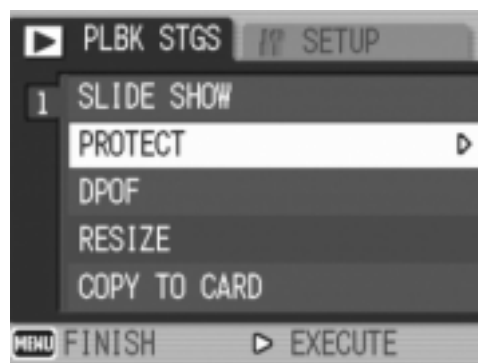 PLBK STGS SETUP
1 SLIDE SHOW
PROTECT
DPOF
RESIZE
COPY TO CARD
MENU FINISH EXECUTE